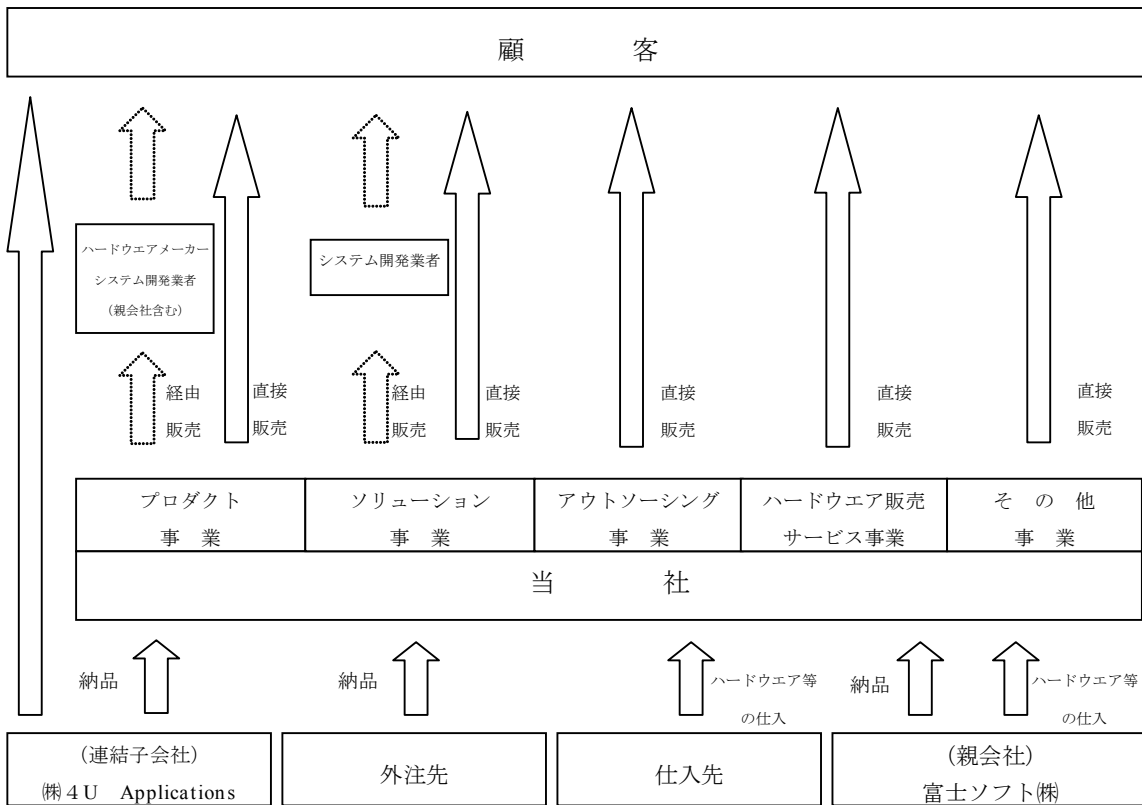 顧　　　客
ハードウエアメーカー
システム開発業者
（親会社含む）
システム開発業者
経由
販売
直接
販売
経由
販売
直接
販売
直接
販売
直接
販売
直接
販売
プロダクト
事　業
ソリューション
事　業
アウトソーシング
事　業
ハードウエア販売
サービス事業
そ　の　他
事　業
当　　　社
納品
納品
ハードウエア等
の仕入
納品
ハードウエア等
の仕入
（連結子会社）
㈱４U　Applications
外注先
仕入先
（親会社）
富士ソフト㈱